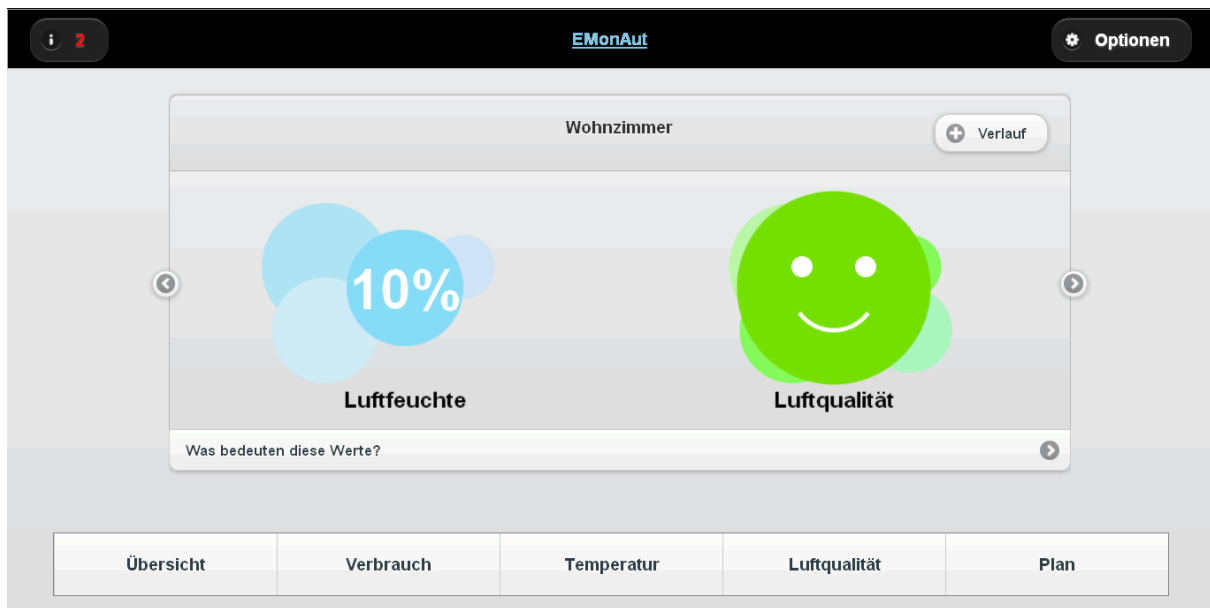 i 2
EMonAut
Optionen
Wohnzimmer
Verlauf
10%
Luftfeuchte
Luftqualität
Was bedeuten diese Werte?
Übersicht
Verbrauch
Temperatur
Luftqualität
Plan